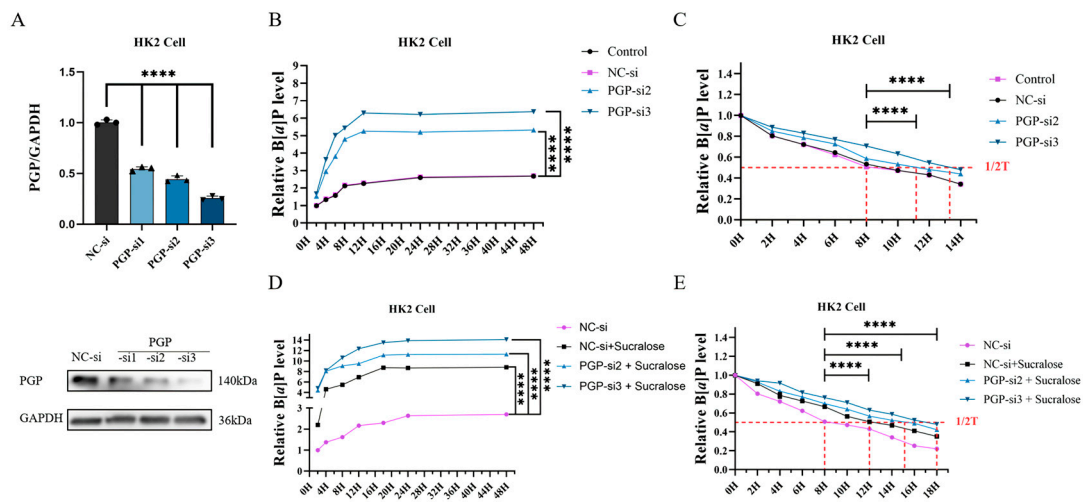 A
HK2 Cell
PGP/GAPDH
1.5
1.0
0.5
0.0
****
NC-si
PGP-si1
PGP-si2
PGP-si3
B
HK2 Cell
Relative B[a]P level
9
8
7
6
5
4
3
2
1
0
0H
4H
8H
12H
16H
20H
24H
28H
32H
36H
40H
44H
48H
Control
NC-si
PGP-si2
PGP-si3
****
****
C
HK2 Cell
Relative B[a]P level
1.4
1.2
1.0
0.8
0.6
0.4
0.2
0.0
0H
2H
4H
6H
8H
10H
12H
14H
****
****
1/2T
Control
NC-si
PGP-si2
PGP-si3
PGP
NC-si
-si1
-si2
-si3
PGP
140kDa
GAPDH
36kDa
D
HK2 Cell
Relative B[a]P level
14
12
10
8
6
4
3
2
1
0
0H
4H
8H
12H
16H
20H
24H
28H
32H
36H
40H
44H
48H
NC-si
NC-si+Sucralose
PGP-si2 + Sucralose
PGP-si3 + Sucralose
****
****
****
E
HK2 Cell
Relative B[a]P level
1.4
1.2
1.0
0.8
0.6
0.4
0.2
0.0
0H
2H
4H
6H
8H
10H
12H
14H
16H
18H
****
****
****
1/2T
NC-si
NC-si+Sucralose
PGP-si2 + Sucralose
PGP-si3 + Sucralose